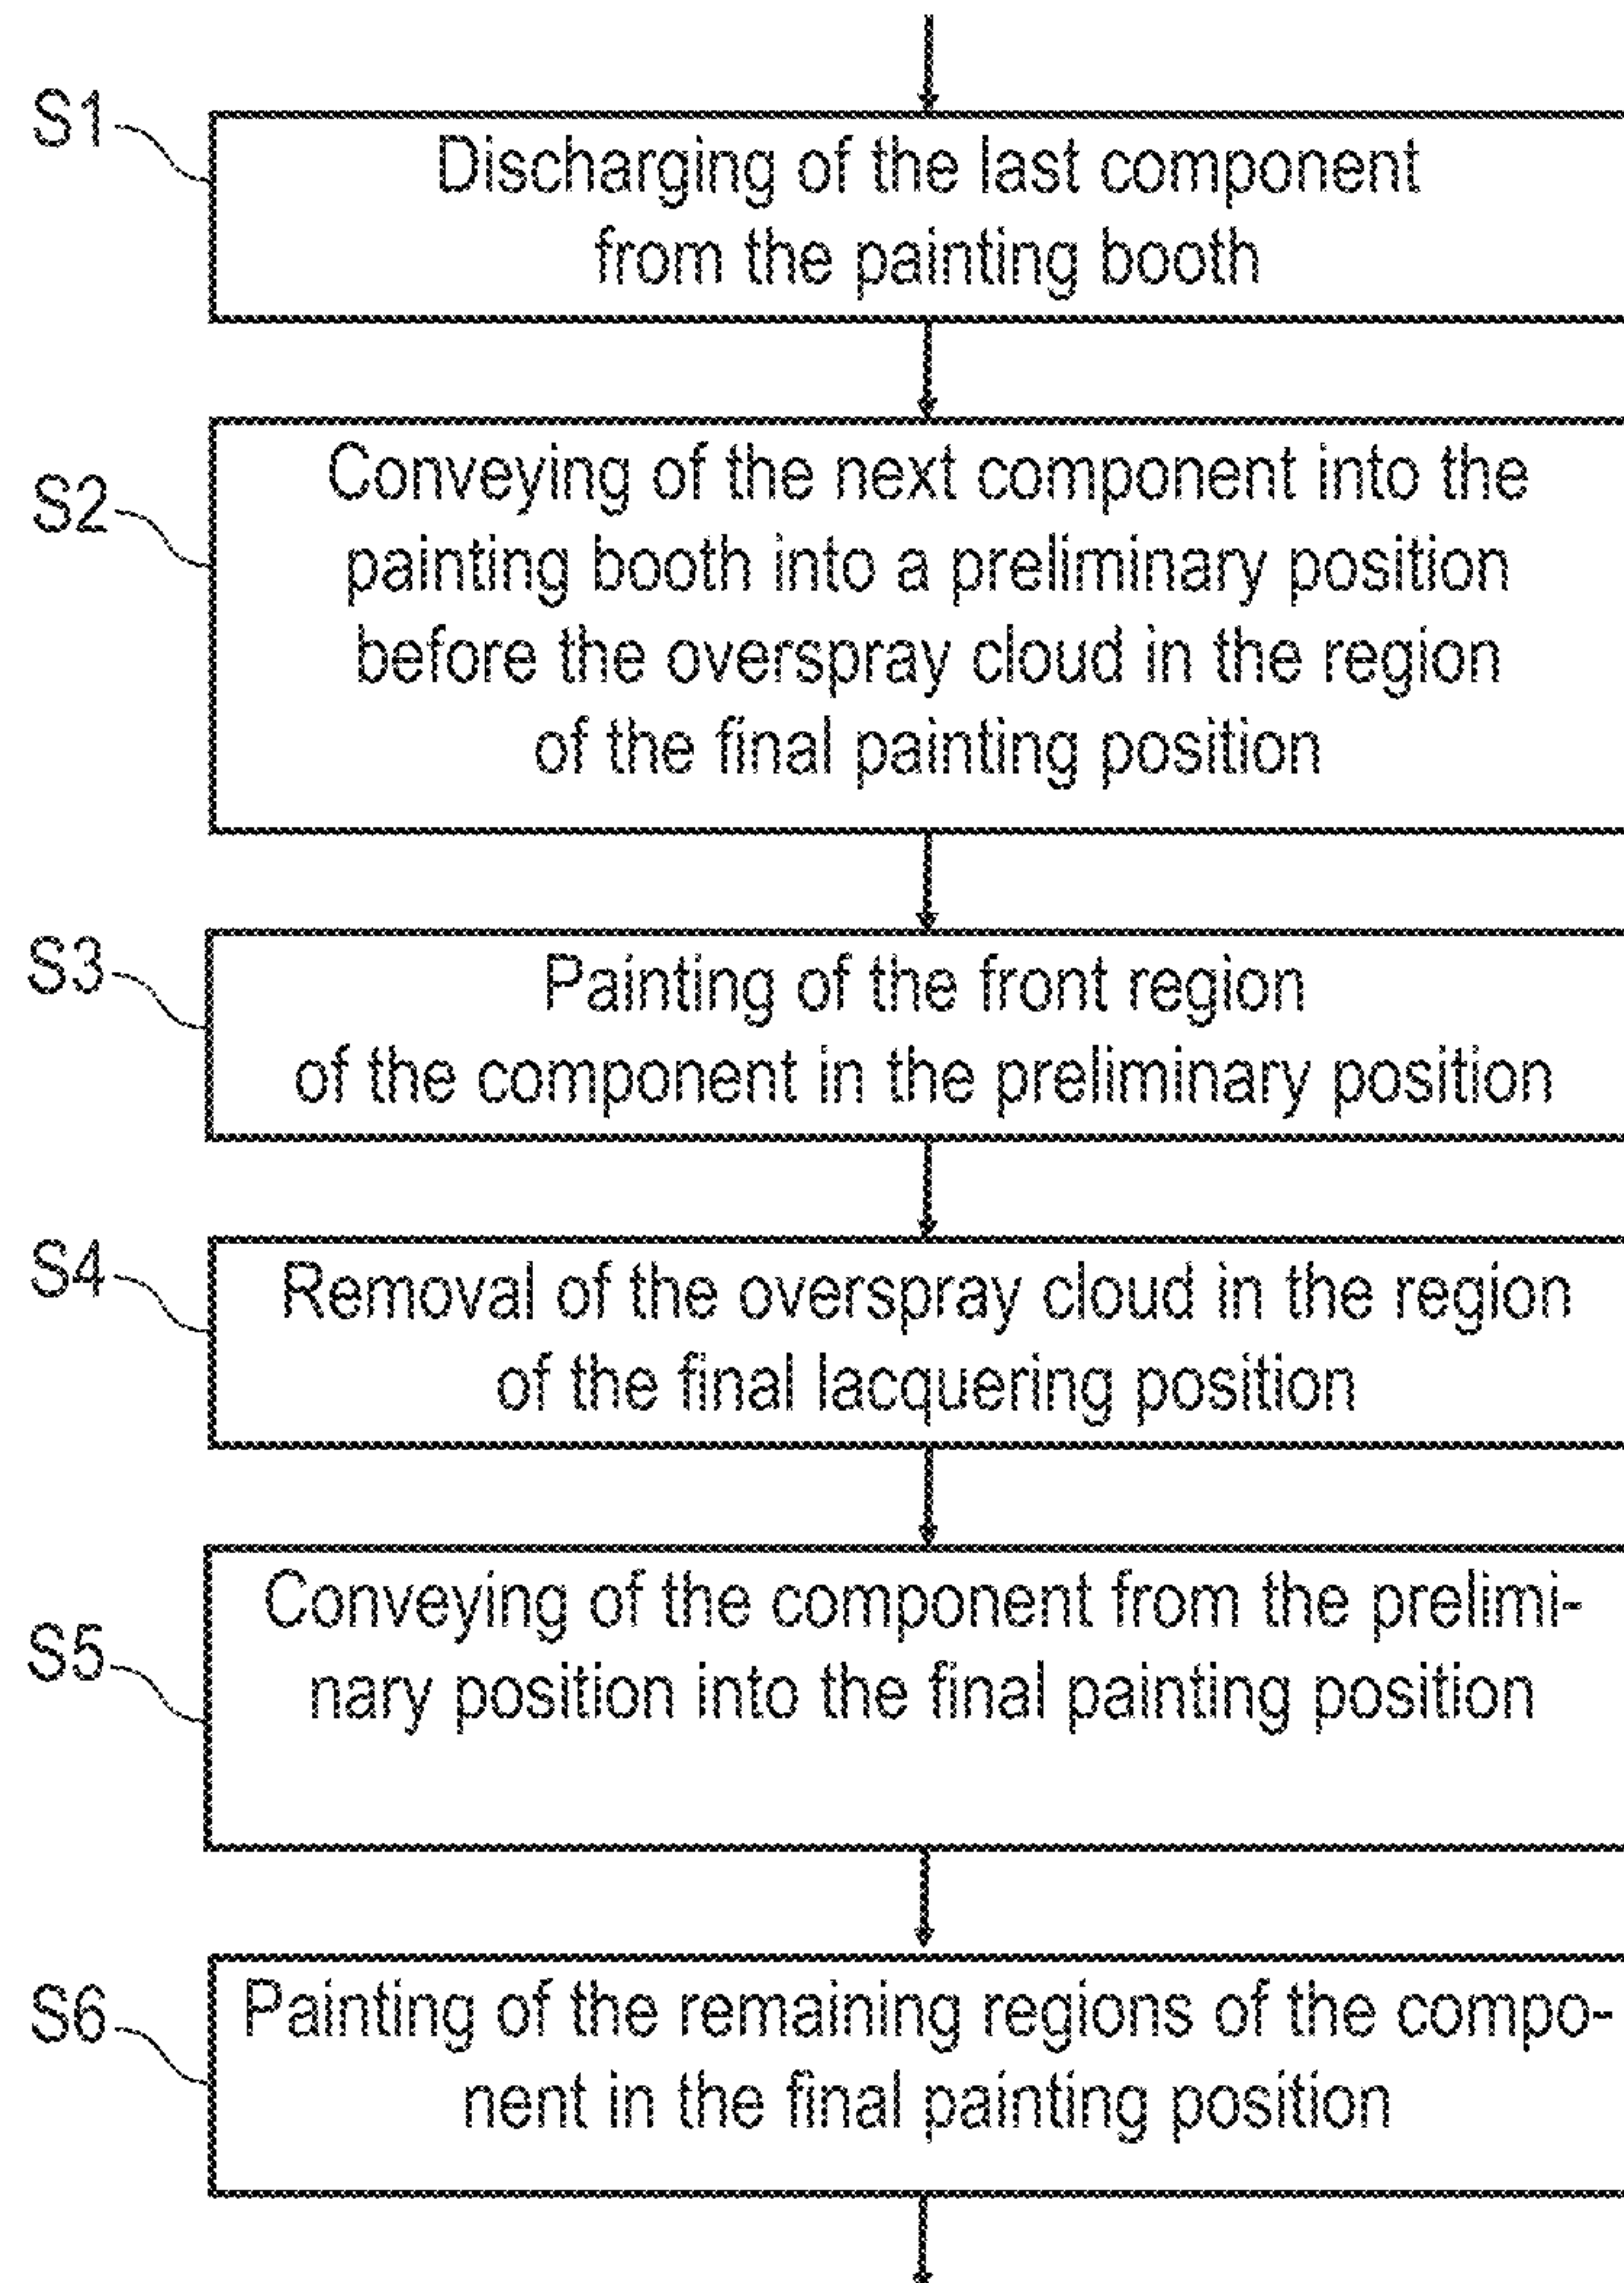 S1
Discharging of the last component
from the painting booth
S2
Conveying of the next component into the
painting booth into a preliminary position
before the overspray cloud in the region
of the final painting position
S3
Painting of the front region
of the component in the preliminary position
S4
Removal of the overspray cloud in the region
of the final lacquering position
S5
Conveying of the component from the prelimi-
nary position into the final painting position
S6
Painting of the remaining regions of the compo-
nent in the final painting position